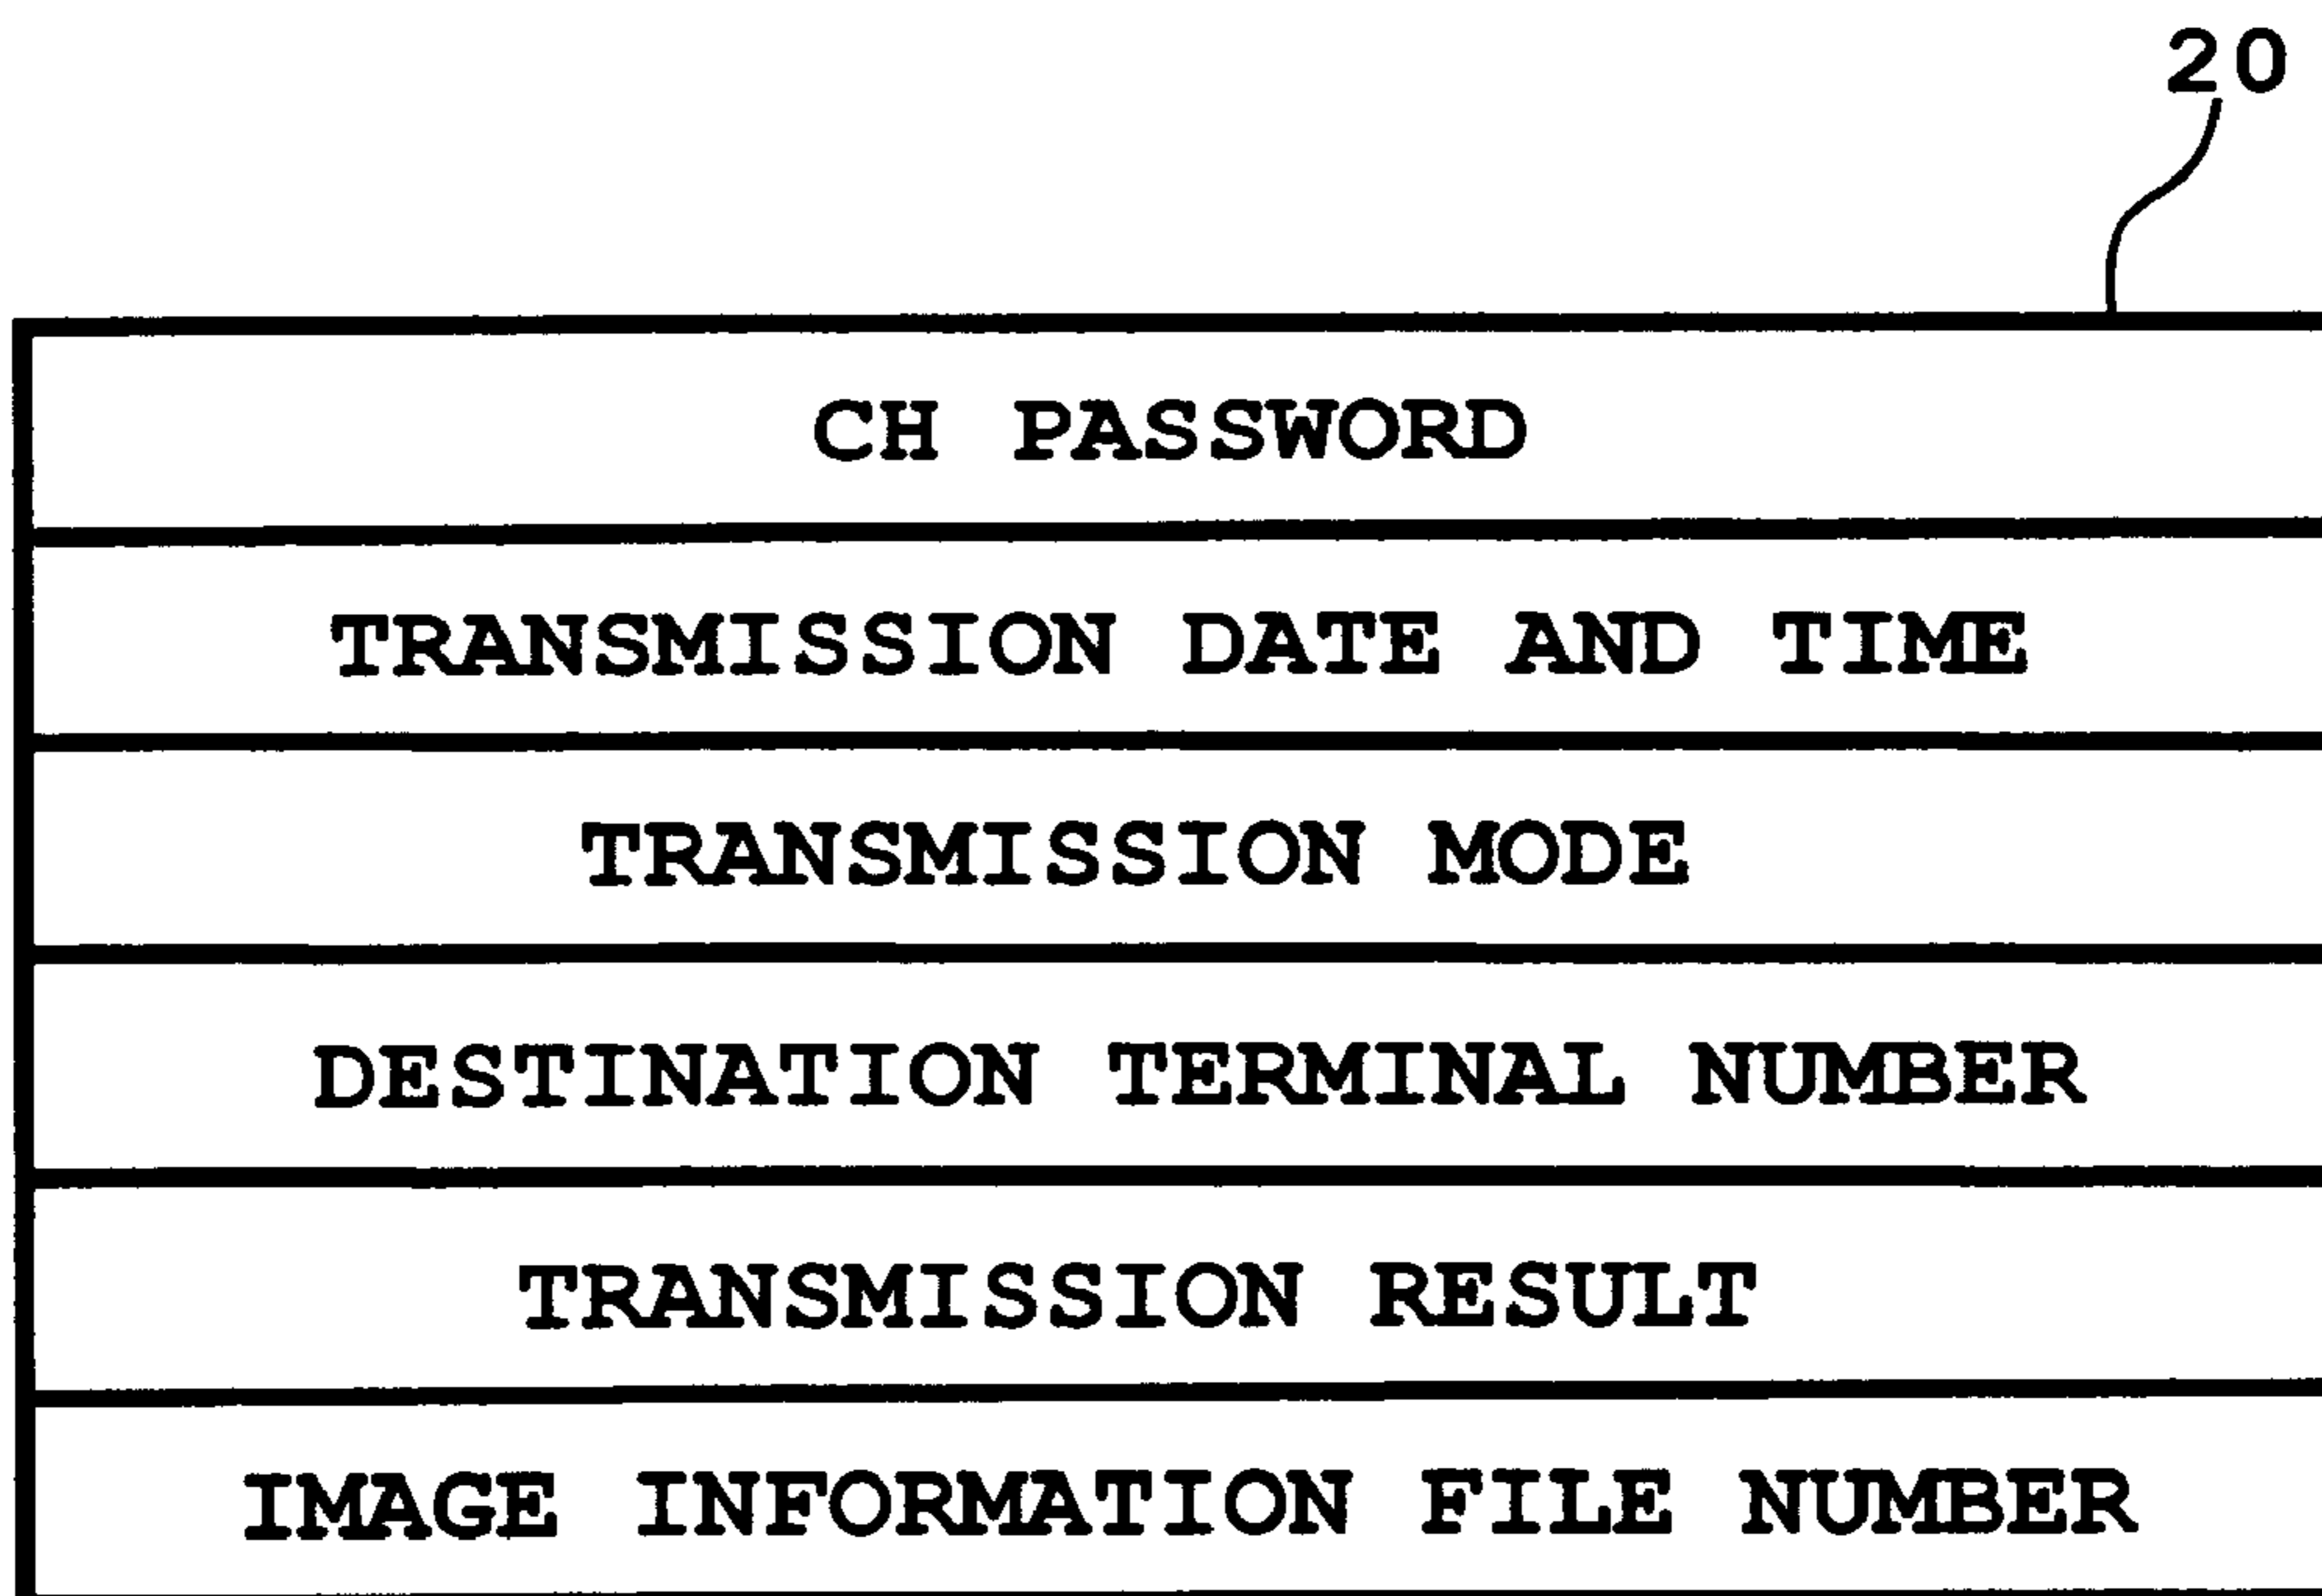 20
CH PASSWORD
TRANSMISSION DATE AND TIME
TRANSMISSION MODE
DESTINATION TERMINAL NUMBER
TRANSMISSION RESULT
IMAGE INFORMATION FILE NUMBER